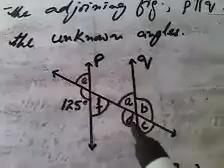 the adjoining fig, p||q.
the unknown angles.
p q
e
125° f a b
d c